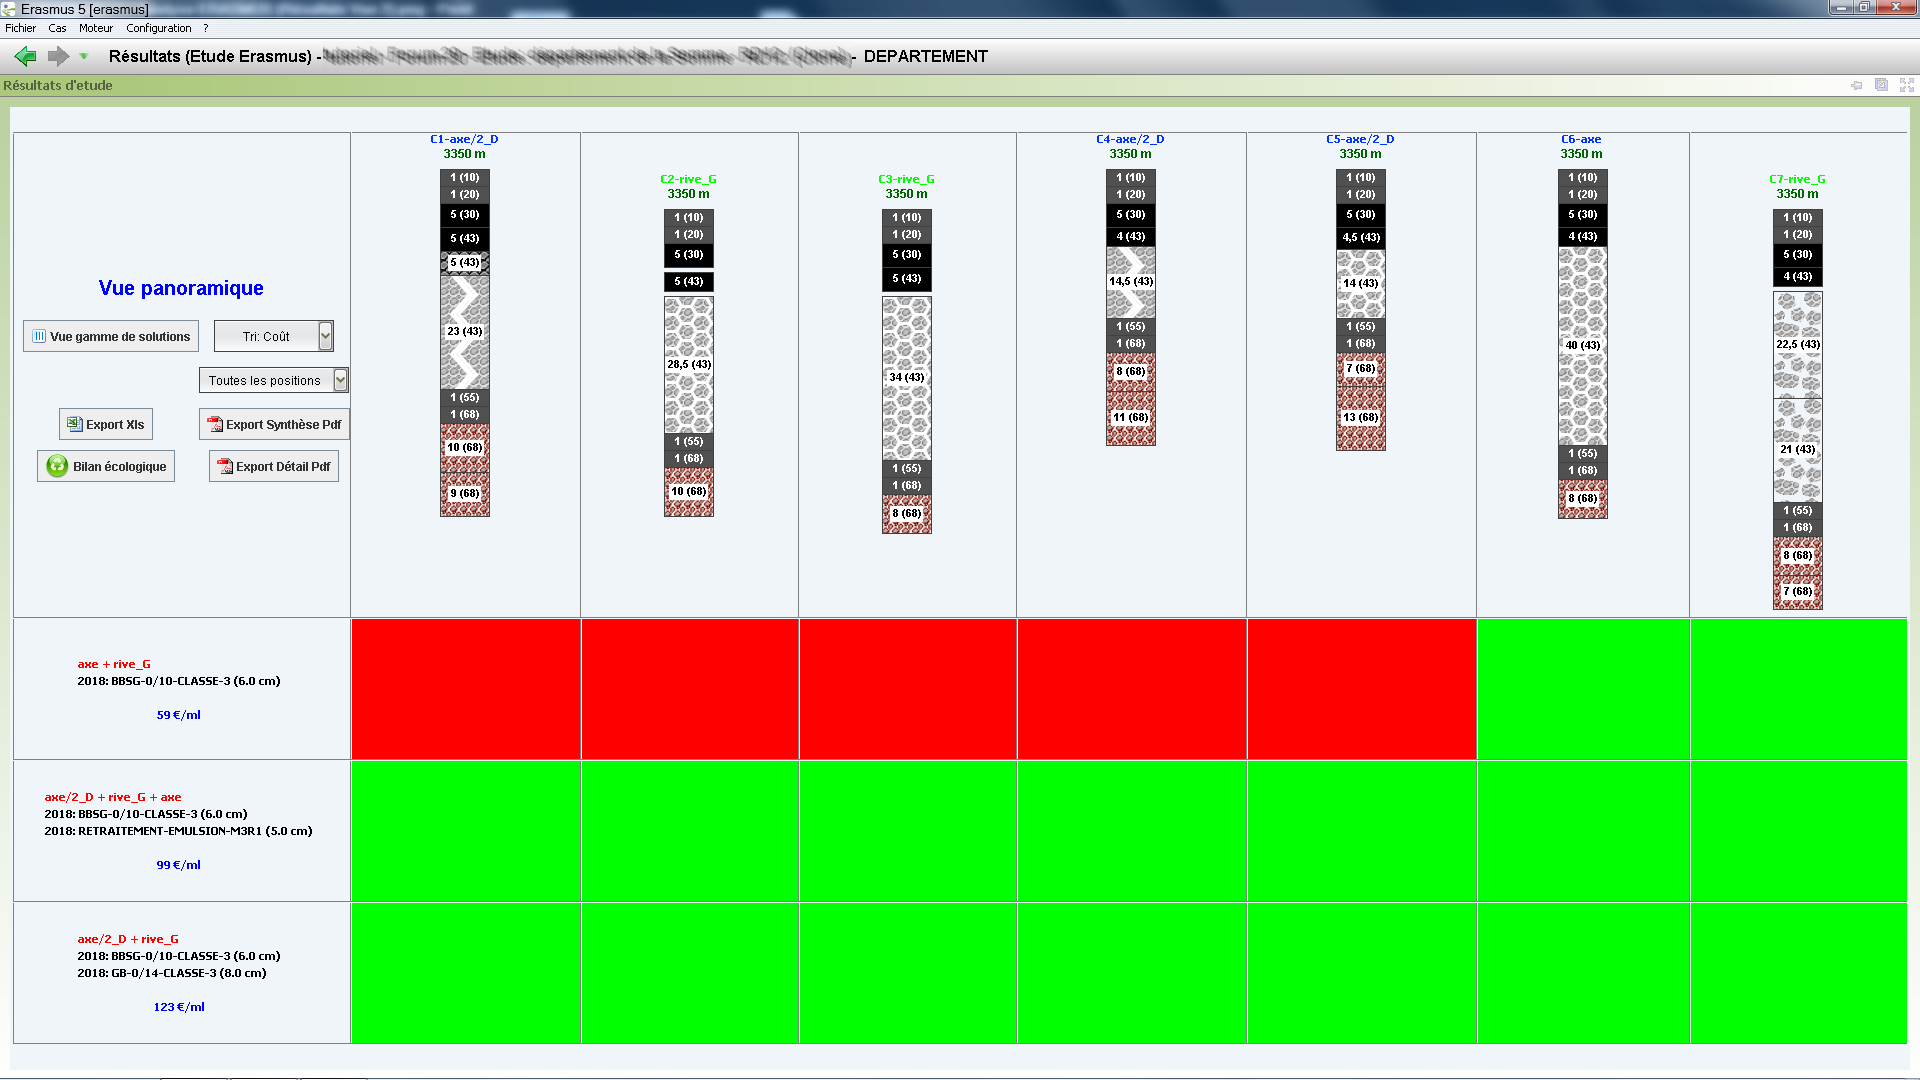 Erasmus 5 [erasmus]
Fichier Cas Moteur Configuration ?
Résultats (Etude Erasmus) - - DEPARTEMENT
Résultats d'etude
Vue panoramique
Vue gamme de solutions
Tri: Coût
Toutes les positions
Export Xls
Export Synthèse Pdf
Bilan écologique
Export Détail Pdf
C1-axe/2_D
3350 m
1 (10)
1 (20)
5 (30)
5 (43)
5 (43)
23 (43)
1 (55)
1 (68)
10 (68)
9 (68)
C2-rive_G
3350 m
1 (10)
1 (20)
5 (30)
5 (43)
28,5 (43)
1 (55)
1 (68)
10 (68)
C3-rive_G
3350 m
1 (10)
1 (20)
5 (30)
5 (43)
34 (43)
1 (55)
1 (68)
8 (68)
C4-axe/2_D
3350 m
1 (10)
1 (20)
5 (30)
4 (43)
14,5 (43)
1 (55)
1 (68)
8 (68)
11 (68)
C5-axe/2_D
3350 m
1 (10)
1 (20)
5 (30)
4,5 (43)
14 (43)
1 (55)
1 (68)
7 (68)
13 (68)
C6-axe
3350 m
1 (10)
1 (20)
5 (30)
4 (43)
40 (43)
1 (55)
1 (68)
8 (68)
C7-rive_G
3350 m
1 (10)
1 (20)
5 (30)
4 (43)
22,5 (43)
21 (43)
1 (55)
1 (68)
8 (68)
7 (68)
axe + rive_G
2018: BBSG-0/10-CLASSE-3 (6.0 cm)
59 €/ml
axe/2_D + rive_G + axe
2018: BBSG-0/10-CLASSE-3 (6.0 cm)
2018: RETRAITEMENT-EMULSION-M3R1 (5.0 cm)
99 €/ml
axe/2_D + rive_G
2018: BBSG-0/10-CLASSE-3 (6.0 cm)
2018: GB-0/14-CLASSE-3 (8.0 cm)
123 €/ml